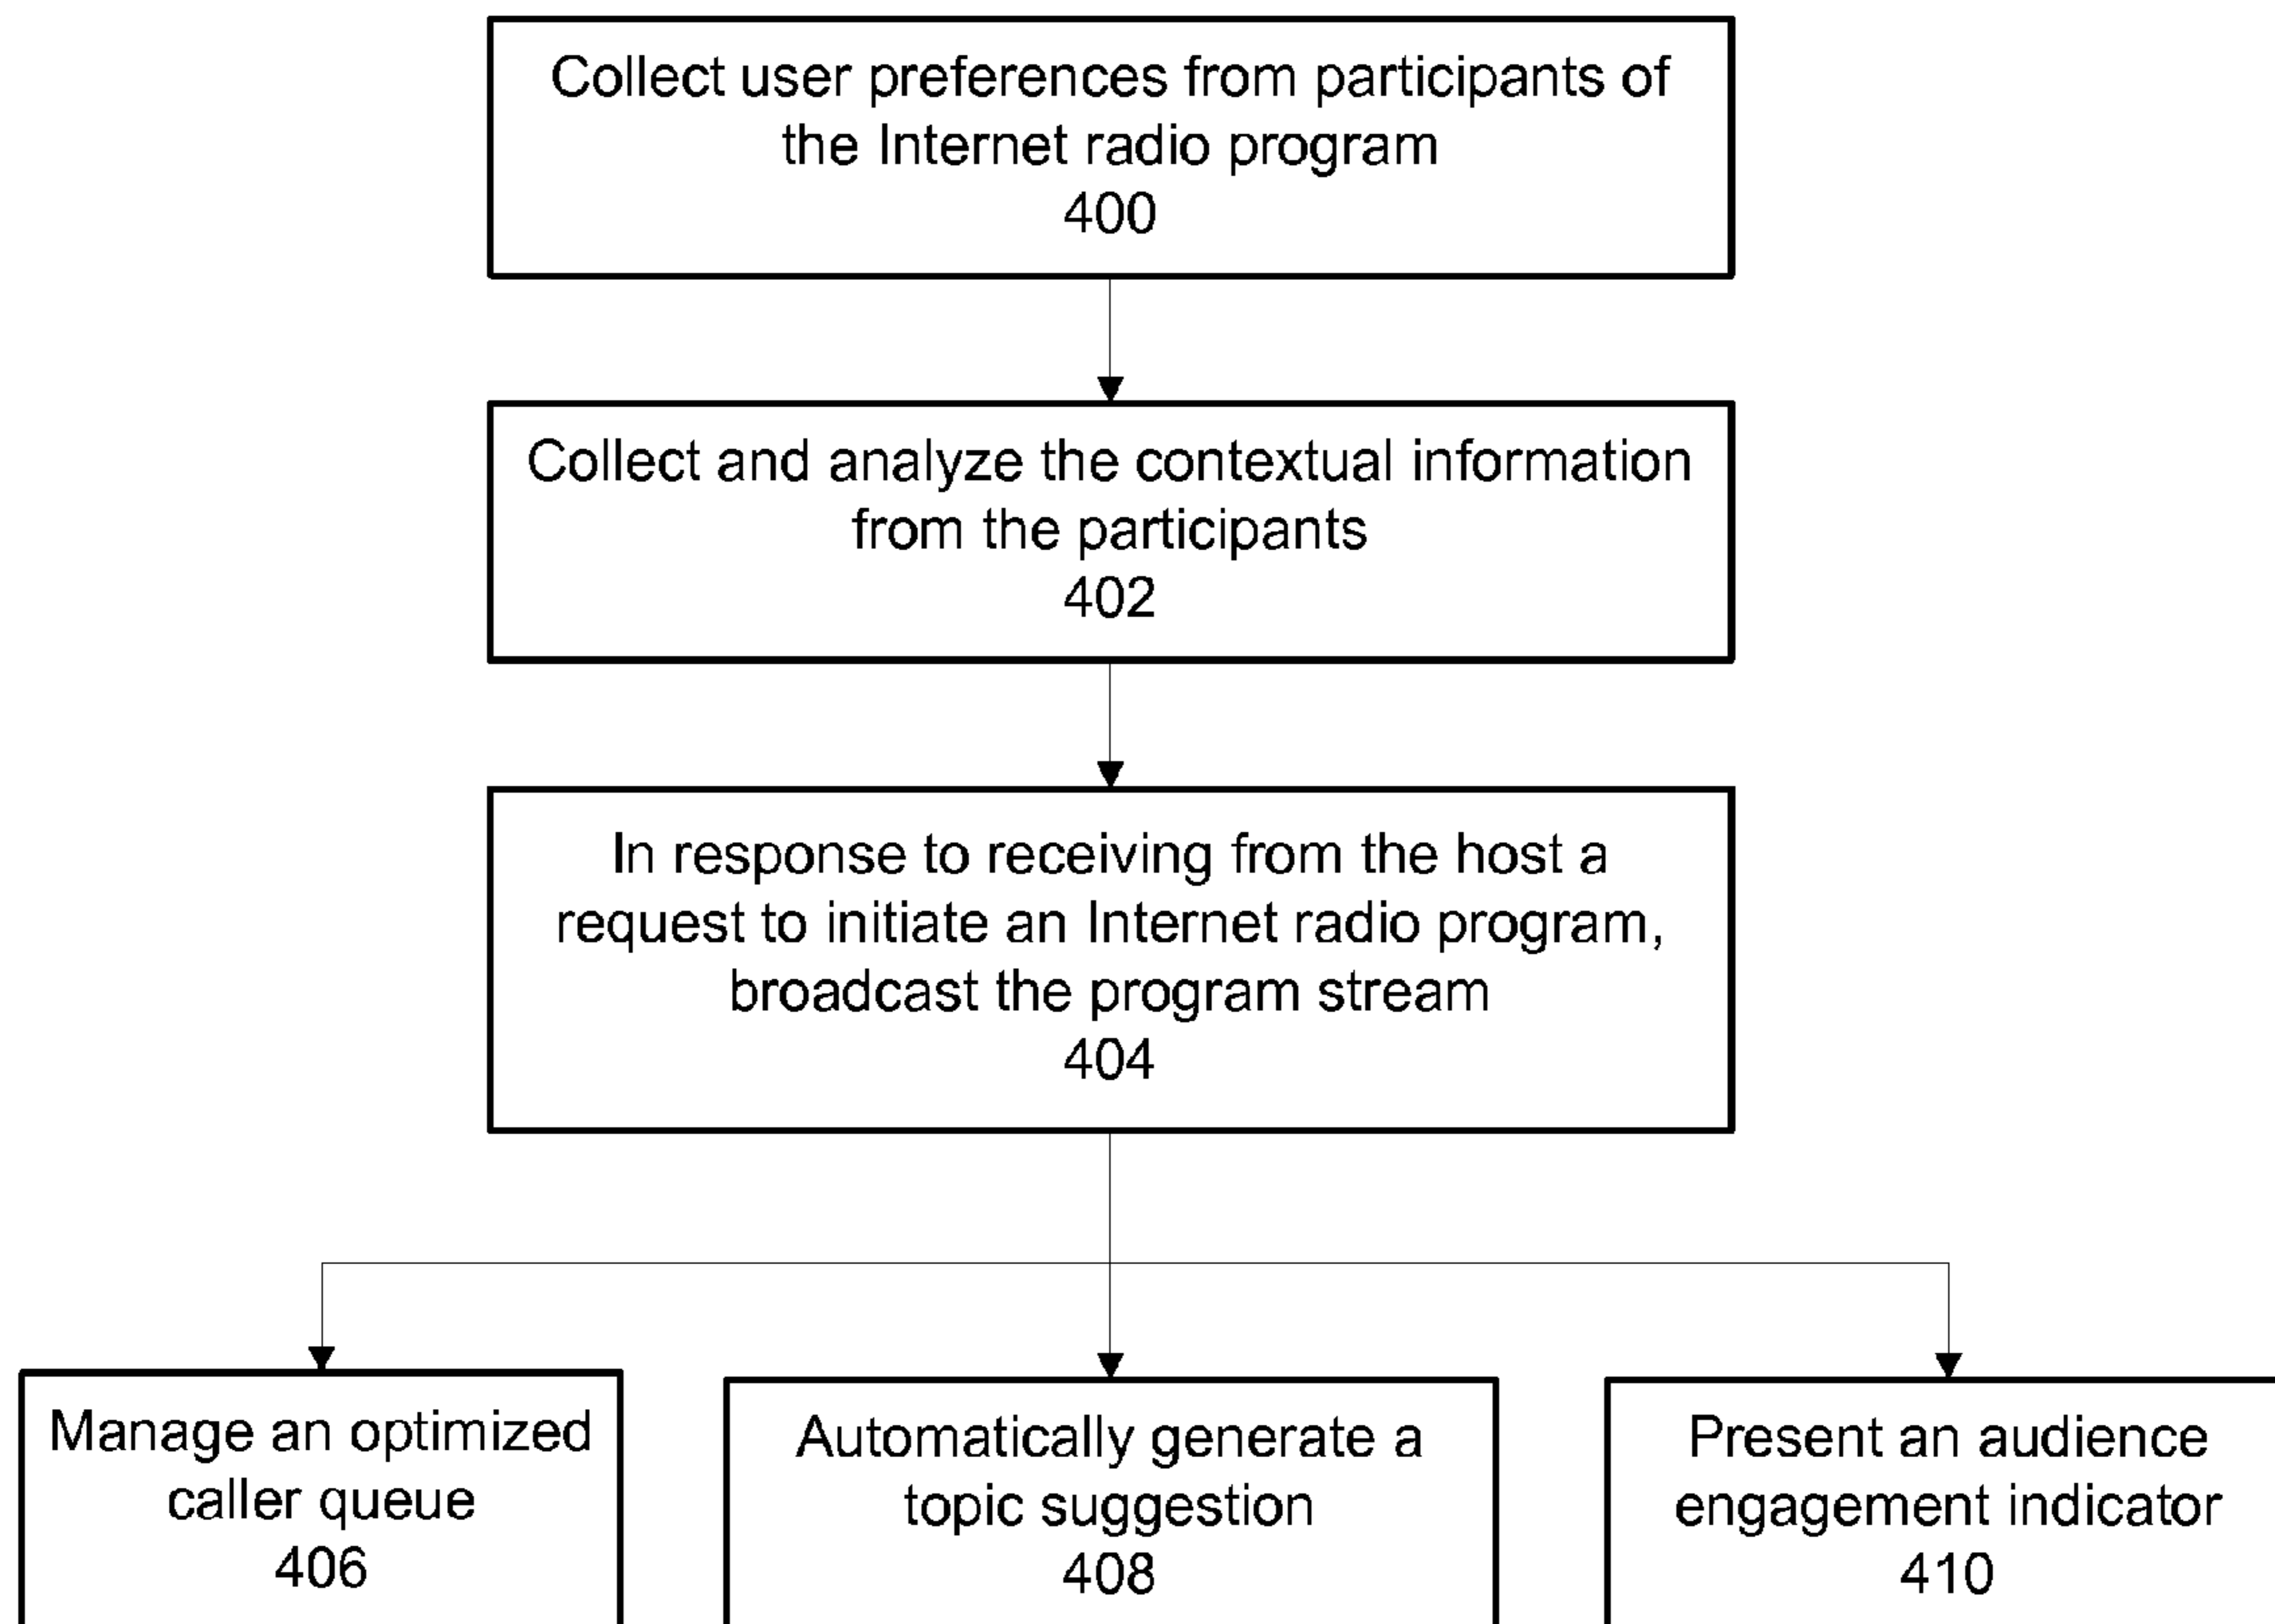 Collect user preferences from participants of
the Internet radio program
400
Collect and analyze the contextual information
from the participants
402
In response to receiving from the host a
request to initiate an Internet radio program,
broadcast the program stream
404
Manage an optimized
caller queue
406
Automatically generate a
topic suggestion
408
Present an audience
engagement indicator
410